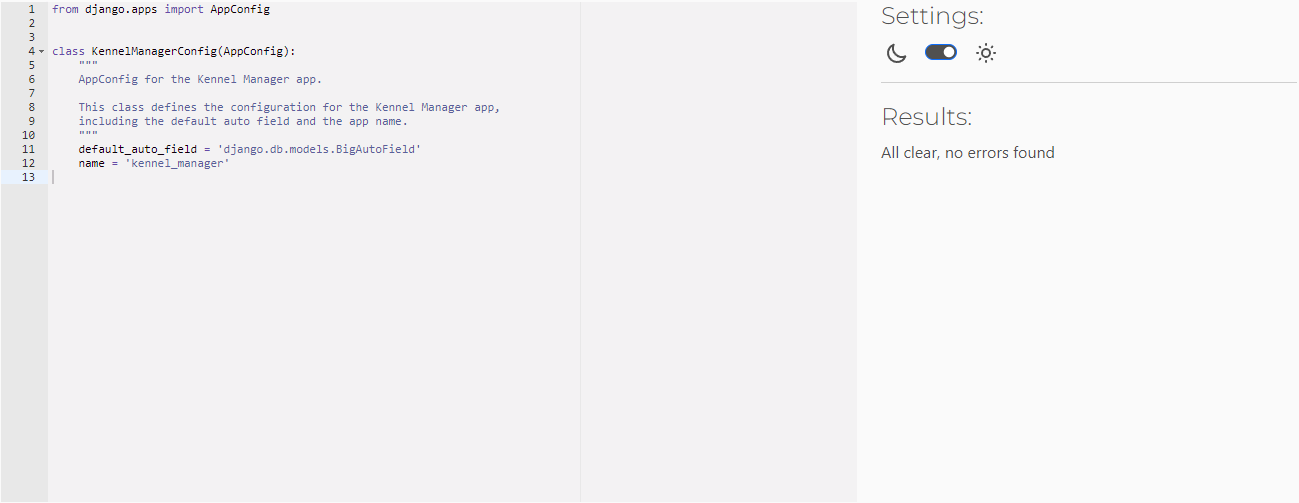 1 from django.apps import AppConfig
2
3
4 class KennelManagerConfig(AppConfig):
5     """
6     AppConfig for the Kennel Manager app.
7
8     This class defines the configuration for the Kennel Manager app,
9     including the default auto field and the app name.
10     """
11     default_auto_field = 'django.db.models.BigAutoField'
12     name = 'kennel_manager'
13
Settings:
Results:
All clear, no errors found